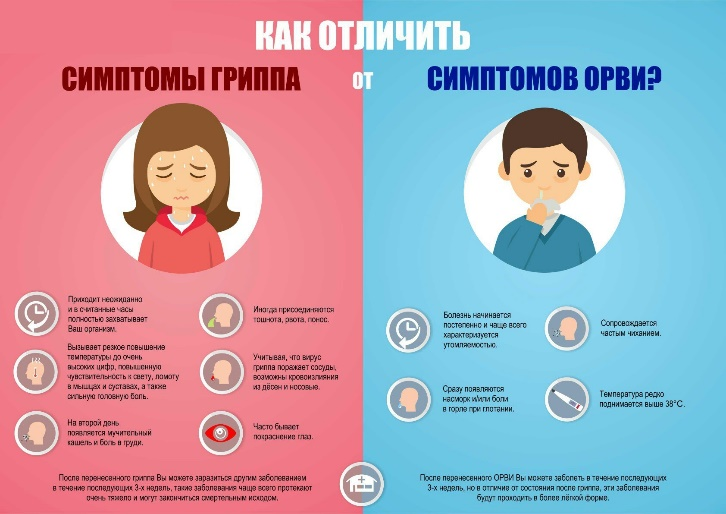 КАК ОТЛИЧИТЬ
СИМПТОМЫ ГРИППА
от
СИМПТОМОВ ОРВИ?
Приходит неожиданно
и в считанные часы
полностью захватывает
Ваш организм.
Вызывает резкое повышение
температуры до очень
высоких цифр, повышенную
чувствительность к свету, ломоту
в мышцах и суставах, а также
сильную головную боль.
На второй день
появляется мучительный
кашель и боль в груди.
Иногда присоединяются
тошнота, рвота, понос.
Учитывая, что вирус
гриппа поражает сосуды,
возможны кровоизлияния
из дёсен и носовые.
Часто бывает
покраснение глаз.
После перенесенного гриппа Вы можете заразиться другим заболеванием
в течение последующих 3-х недель, такие заболевания чаще всего протекают
очень тяжело и могут закончиться смертельным исходом.
Болезнь начинается
постепенно и чаще всего
характеризуется
утомляемостью.
Сразу появляются
насморк и/или боли
в горле при глотании.
Сопровождается
частым чиханием.
Температура редко
поднимается выше 38°С.
После перенесенного ОРВИ Вы можете заболеть в течение последующих
3-х недель, но в отличие от состояния после гриппа, эти заболевания
будут проходить в более лёгкой форме.